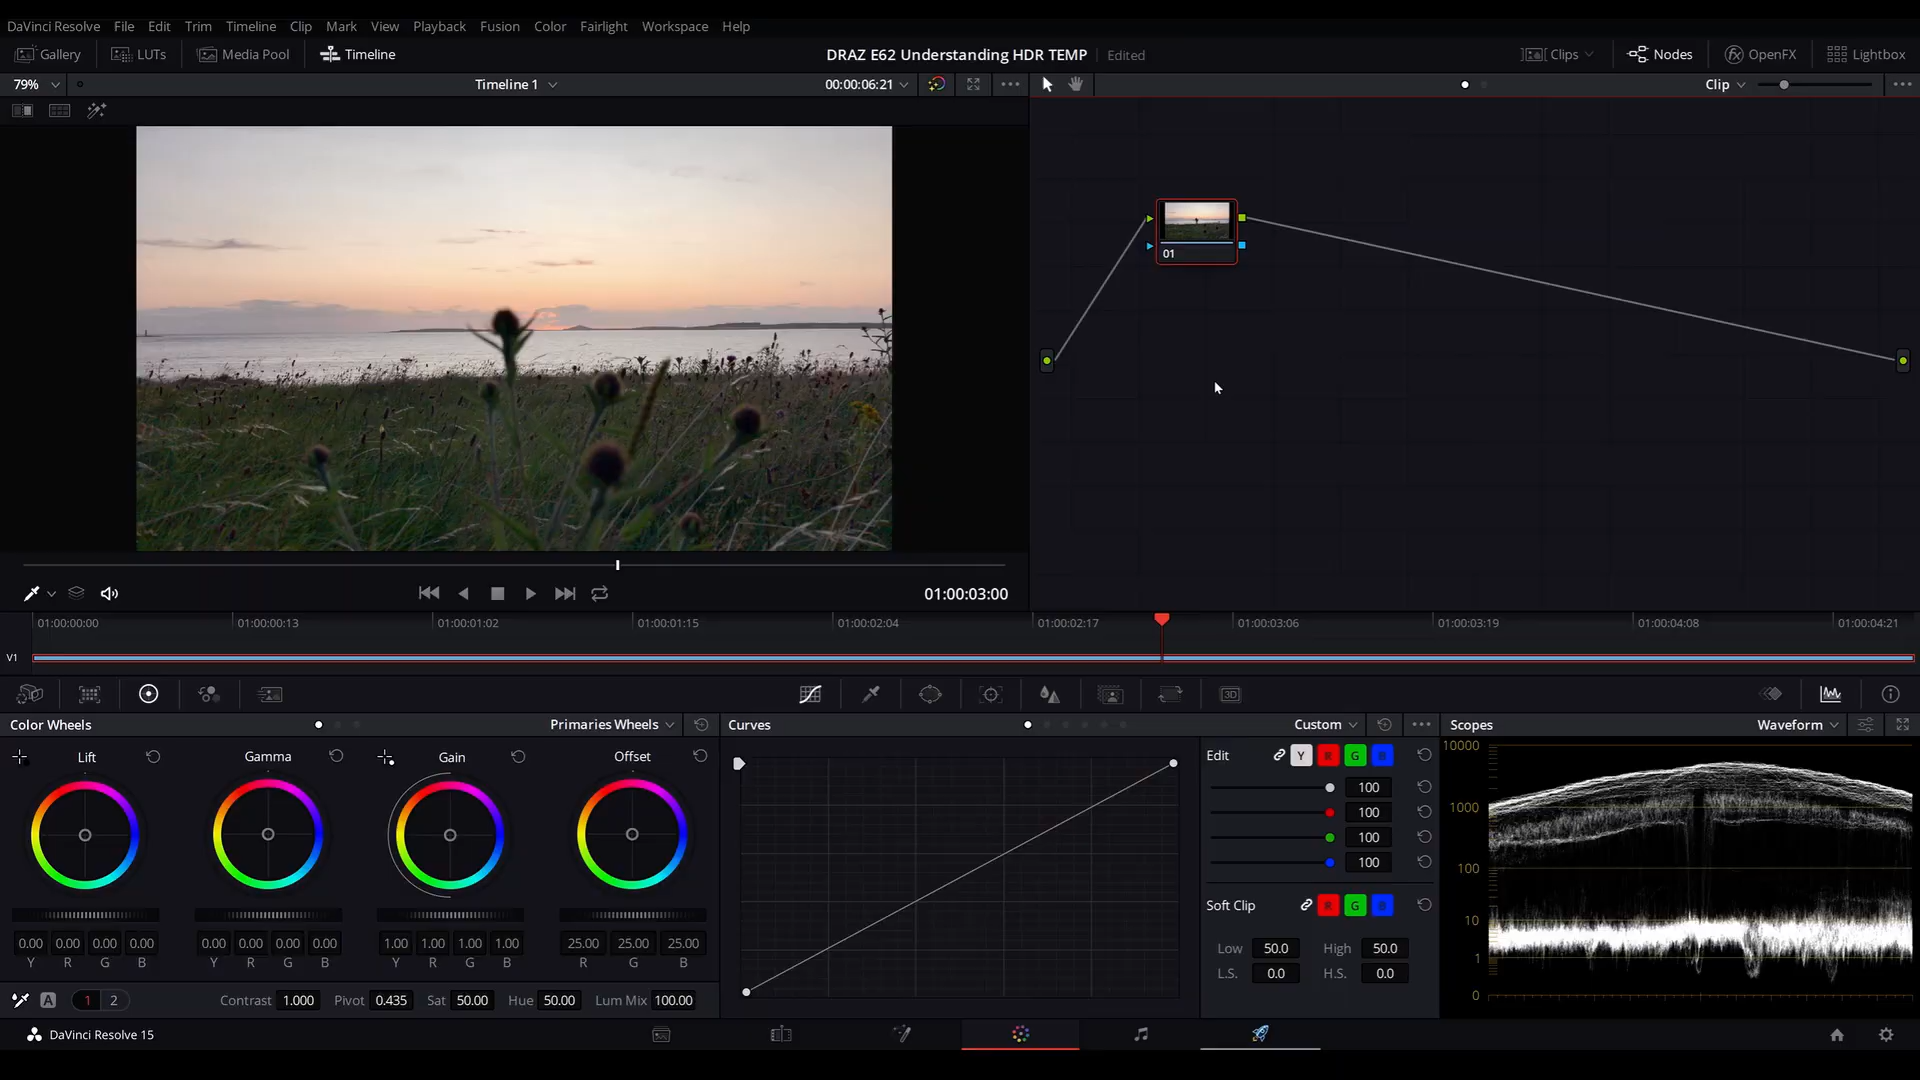 DaVinci Resolve File Edit Trim Timeline Clip Mark View Playback Fusion Color Fairlight Workspace Help
Gallery LUTs Media Pool Timeline DRAZ E62 Understanding HDR TEMP Edited Clips Nodes OpenFX Lightbox
79% Timeline 1 00:00:06:21 Clip
01
01:00:03:00
01:00:00:00 01:00:00:13 01:00:01:02 01:00:01:15 01:00:02:04 01:00:02:17 01:00:03:06 01:00:03:19 01:00:04:08 01:00:04:21
V1
3D
Color Wheels Primaries Wheels Curves Custom Scopes Waveform
Lift Gamma Gain Offset
0.00 0.00 0.00 0.00 0.00 0.00 0.00 0.00 1.00 1.00 1.00 1.00 25.00 25.00 25.00
Y R G B Y R G B Y R G B R G B
A 1 2 Contrast 1.000 Pivot 0.435 Sat 50.00 Hue 50.00 Lum Mix 100.00
Edit Y R G B
100
100
100
100
Soft Clip R G B
Low 50.0 High 50.0
L.S. 0.0 H.S. 0.0
10000
1000
100
10
1
0
DaVinci Resolve 15